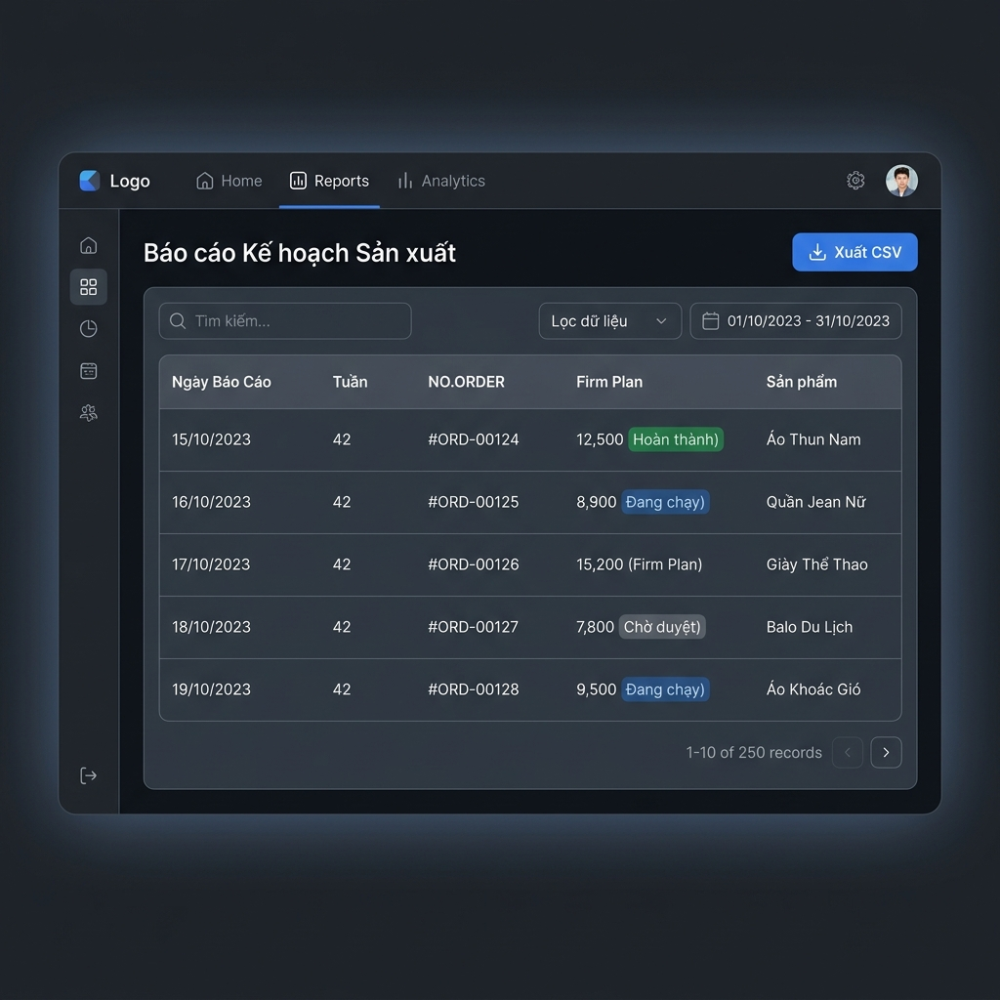 Logo Home Reports Analytics
Báo cáo Kế hoạch Sản xuất Xuất CSV
Tìm kiếm... Lọc dữ liệu 01/10/2023 - 31/10/2023
Ngày Báo Cáo Tuần NO.ORDER Firm Plan Sản phẩm
15/10/2023 42 #ORD-00124 12,500 Hoàn thành) Áo Thun Nam
16/10/2023 42 #ORD-00125 8,900 Đang chạy) Quần Jean Nữ
17/10/2023 42 #ORD-00126 15,200 (Firm Plan) Giày Thể Thao
18/10/2023 42 #ORD-00127 7,800 Chờ duyệt) Balo Du Lịch
19/10/2023 42 #ORD-00128 9,500 Đang chạy) Áo Khoác Gió
1-10 of 250 records